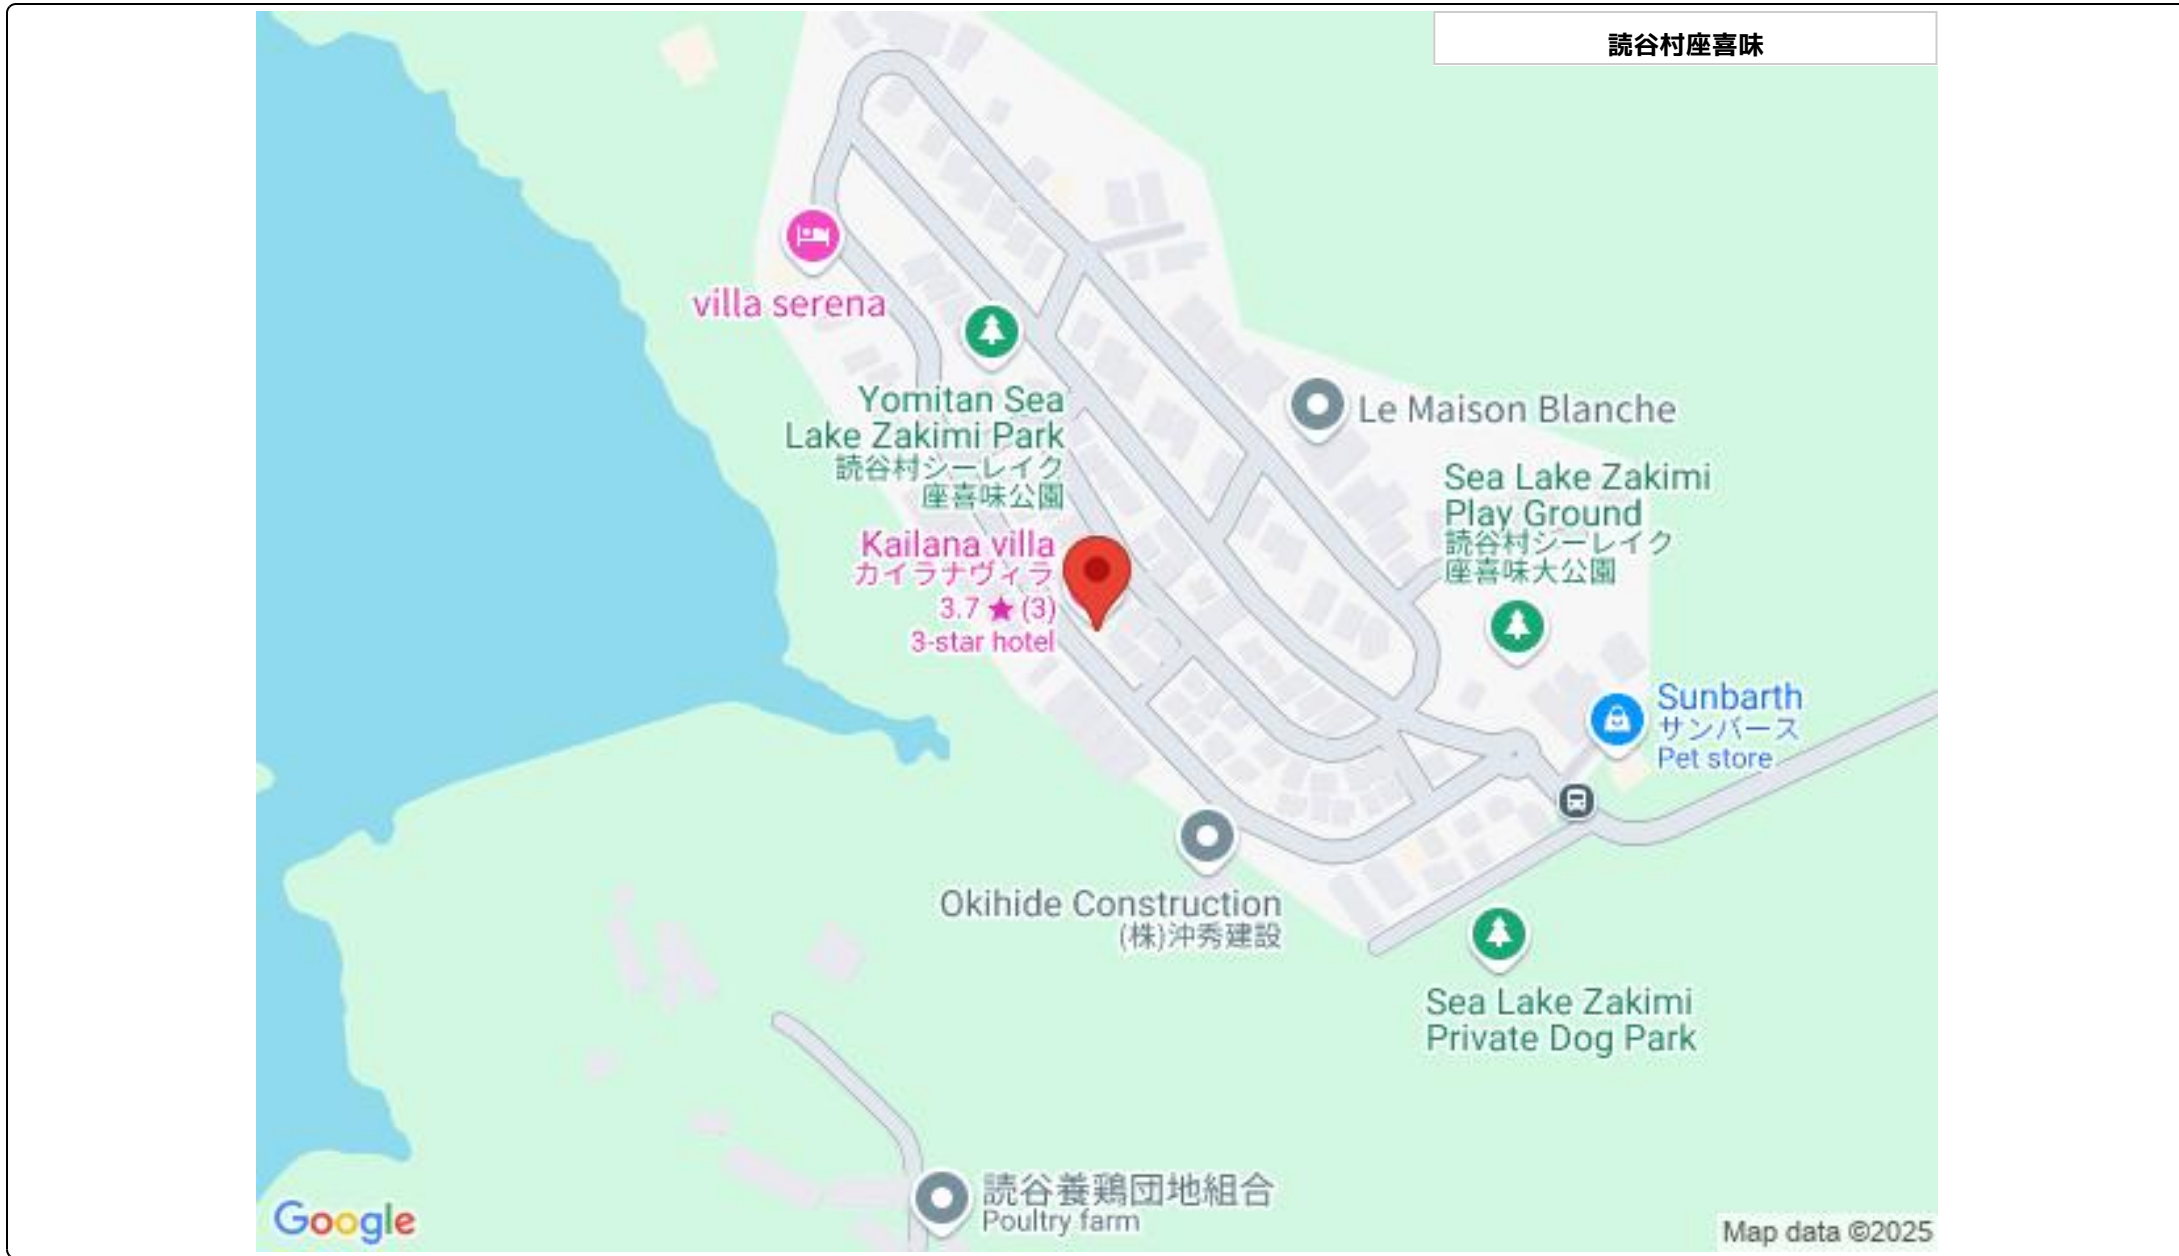 読谷村座喜味
villa serena
Yomitan Sea
Lake Zakimi Park
読谷村シーレイク
座喜味公園
Le Maison Blanche
Sea Lake Zakimi
Play Ground
読谷村シーレイク
座喜味大公園
Kailana villa
カイラナヴィラ
3.7 ★ (3)
3-star hotel
Sunbarth
サンバース
Pet store
Okihide Construction
(株)沖秀建設
Sea Lake Zakimi
Private Dog Park
読谷養鶏団地組合
Poultry farm
Google
Map data ©2025